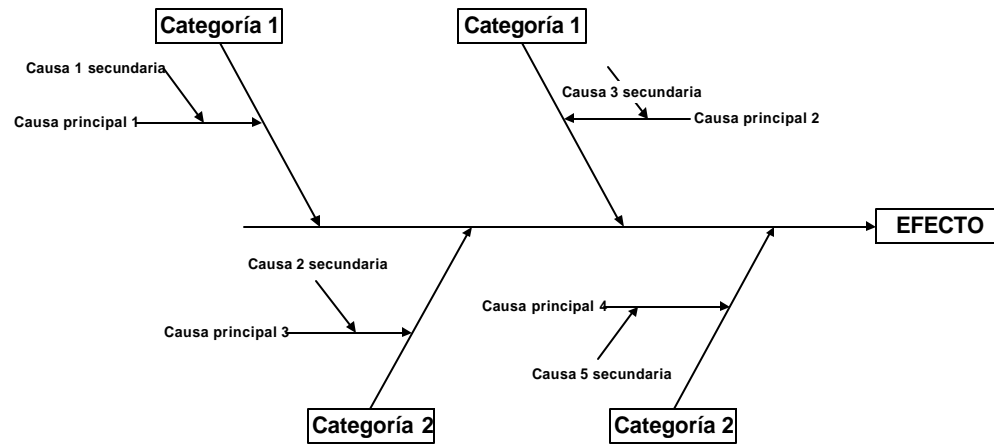 Categoría 1
Categoría 1
Causa 1 secundaria
Causa 3 secundaria
Causa principal 1
Causa principal 2
EFECTO
Causa 2 secundaria
Causa principal 4
Causa principal 3
Causa 5 secundaria
Categoría 2
Categoría 2